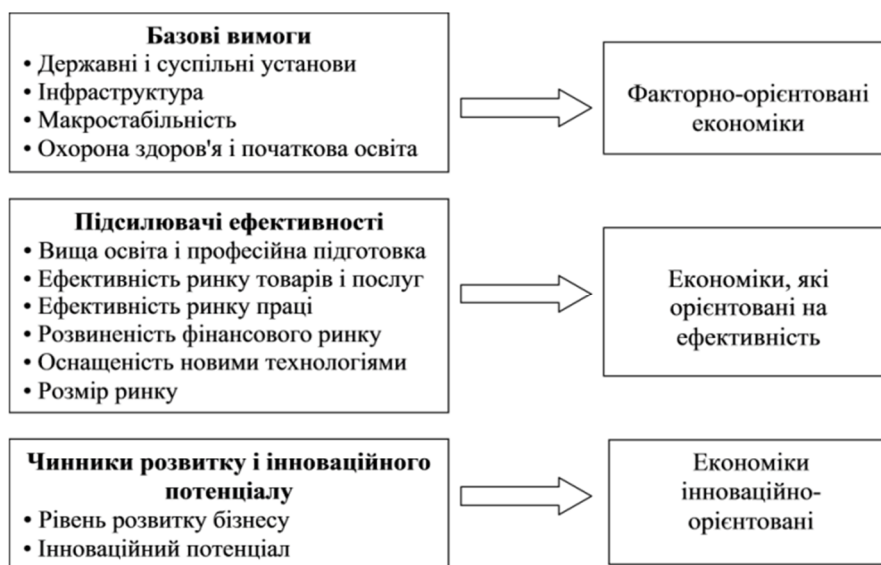 Базові вимоги
• Державні і суспільні установи
• Інфраструктура
• Макростабільність
• Охорона здоров'я і початкова освіта
Факторно-орієнтовані
економіки
Підсилювачі ефективності
• Вища освіта і професійна підготовка
• Ефективність ринку товарів і послуг
• Ефективність ринку праці
• Розвиненість фінансового ринку
• Оснащеність новими технологіями
• Розмір ринку
Економіки, які
орієнтовані на
ефективність
Чинники розвитку і інноваційного
потенціалу
• Рівень розвитку бізнесу
• Інноваційний потенціал
Економіки
інноваційно-
орієнтовані